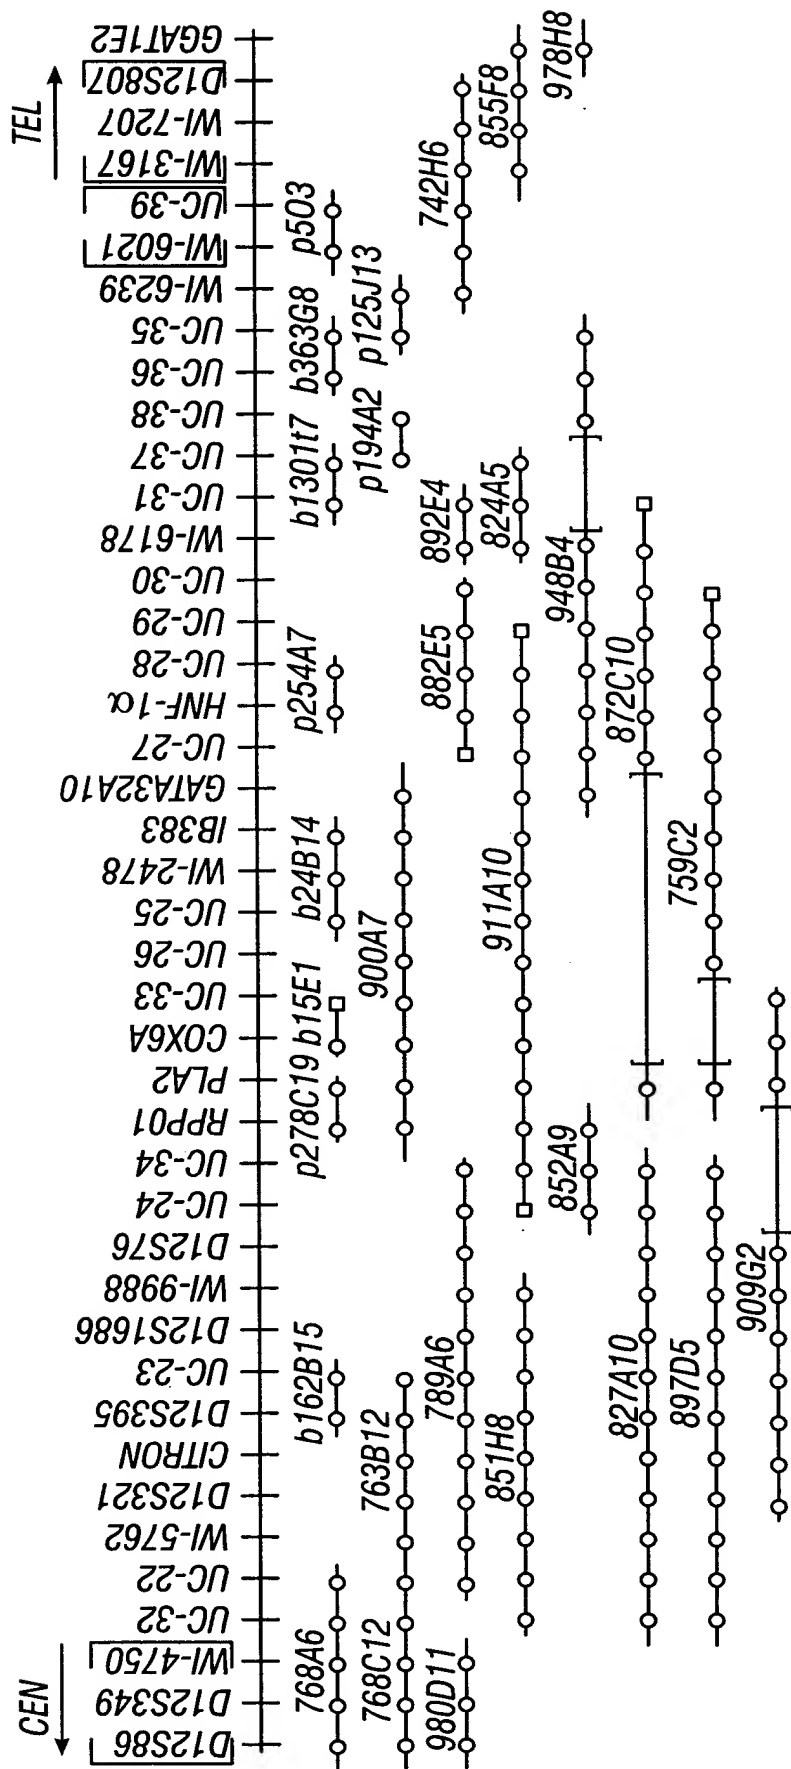 CEN
TEL
D12S86
D12S349
WI-4750
UC-32
UC-22
WI-5762
D12S321
CITRON
D12S395
UC-23
D12S1686
WI-9988
D12S76
UC-24
UC-34
RPP01
PLA2
COX6A
UC-33
UC-26
UC-25
WI-2478
IB383
GATA32A10
UC-27
HNF-1α
UC-28
UC-29
UC-30
WI-6178
UC-31
UC-37
UC-38
UC-36
UC-35
WI-6239
WI-6021
UC-39
WI-3167
WI-7207
D12S807
GGAT1E2
768A6
b162B15
p278C19
b15E1
b24B14
p254A7
b1301t7
b363G8
p503
768C12
763B12
900A7
p194A2
p125J13
980D11
789A6
882E5
892E4
742H6
851H8
911A10
824A5
855F8
852A9
948B4
978H8
827A10
872C10
897D5
759C2
909G2